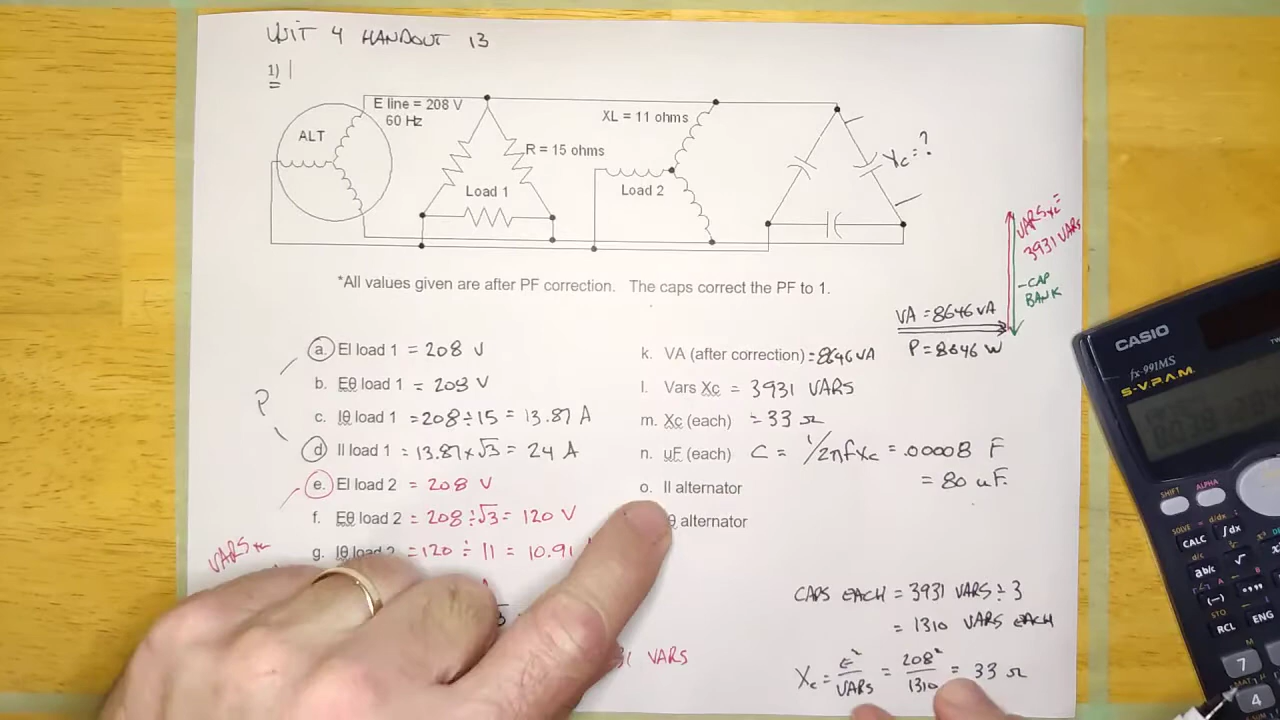 UNIT 4 HANDOUT 13
1)
E line = 208 V
60 Hz
ALT
R = 15 ohms
Load 1
XL = 11 ohms
Load 2
Xc = ?
*All values given are after PF correction. The caps correct the PF to 1.
VARS XL =
3931 VARS
- CAP
BANK
VA = 8646 VA
P = 8646 W
P
a. El load 1 = 208 V
b. Eθ load 1 = 208 V
c. Iθ load 1 = 208 ÷ 15 = 13.87 A
d. Il load 1 = 13.87 x √3 = 24 A
e. El load 2 = 208 V
f. Eθ load 2 = 208 ÷ √3 = 120 V
g. Iθ load 2 = 120 ÷ 11 = 10.91
VARS XL
VARS
k. VA (after correction) = 8646 VA
l. Vars Xc = 3931 VARS
m. Xc (each) = 33 Ω
n. uF (each) C = 1/2πfXc = .00008 F
= 80 uF.
o. Il alternator
θ alternator
CAPS EACH = 3931 VARS ÷ 3
= 1310 VARS EACH
Xc = E²/VARS = 208²/1310 = 33 Ω
CASIO
fx-991MS
S-V.P.A.M.
SHIFT
ALPHA
SOLVE =
d/dx
CALC
∫dx
ab/c
√
(-)
RCL
ENG
7
4